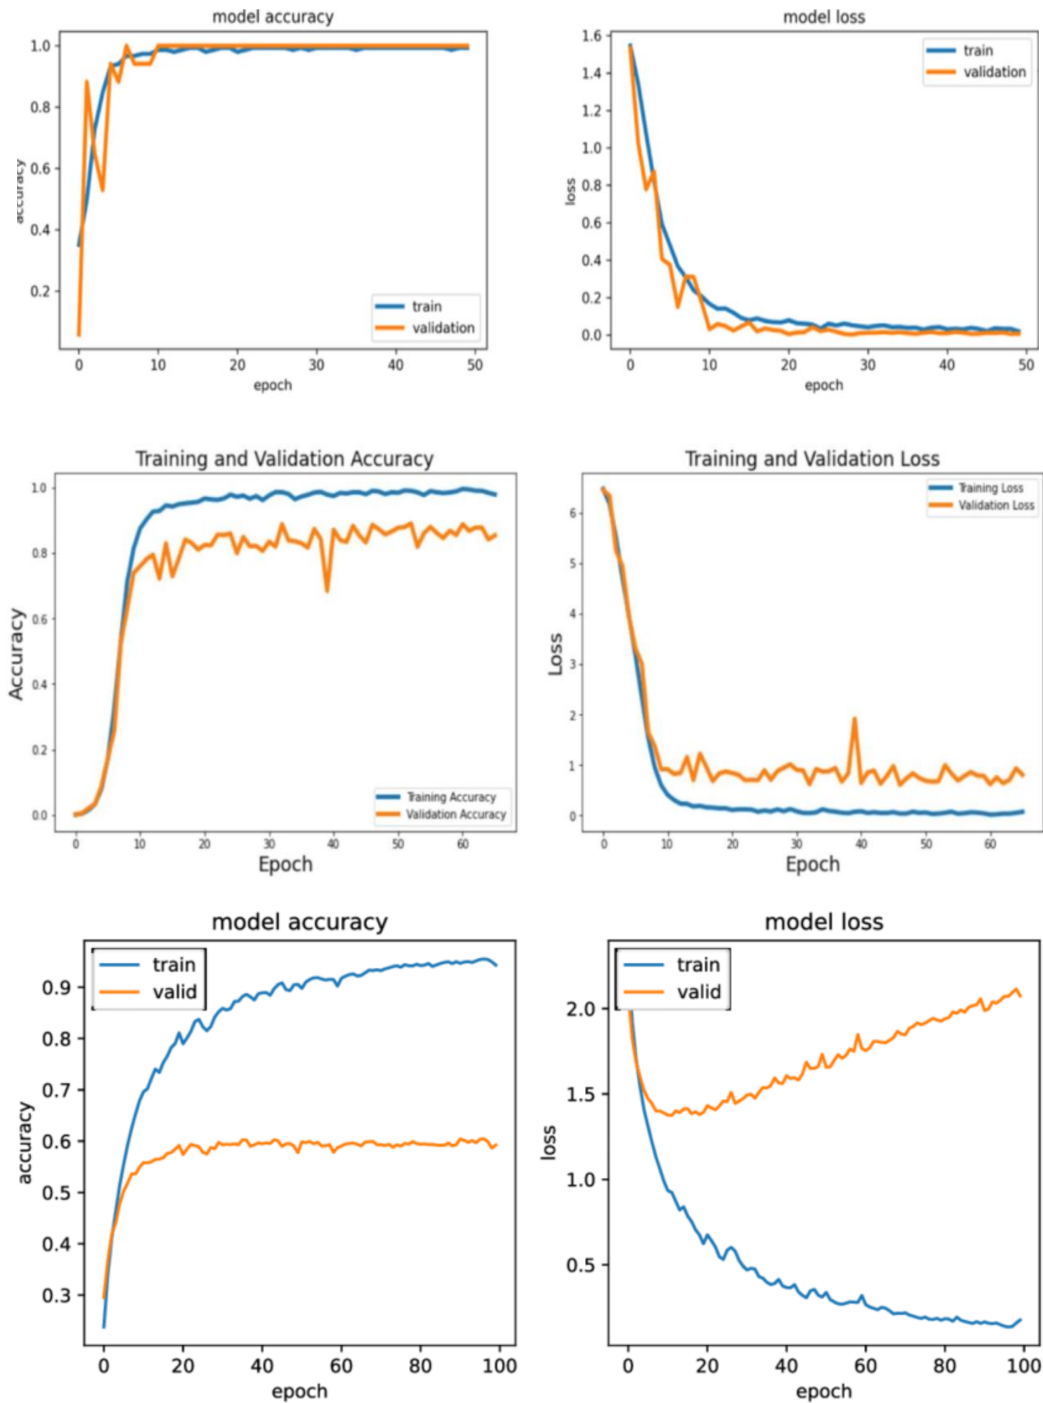 model accuracy
1.0
0.8
0.6
0.4
0.2
accuracy
0 10 20 30 40 50
epoch
train
validation
model loss
1.6
1.4
1.2
1.0
0.8
0.6
0.4
0.2
0.0
loss
0 10 20 30 40 50
epoch
train
validation
Training and Validation Accuracy
1.0
0.8
0.6
0.4
0.2
0.0
Accuracy
0 10 20 30 40 50 60
Epoch
Training Accuracy
Validation Accuracy
Training and Validation Loss
6
5
4
3
2
1
0
Loss
0 10 20 30 40 50 60
Epoch
Training Loss
Validation Loss
model accuracy
train
valid
0.9
0.8
0.7
0.6
0.5
0.4
0.3
accuracy
0 20 40 60 80 100
epoch
model loss
train
valid
2.0
1.5
1.0
0.5
loss
0 20 40 60 80 100
epoch